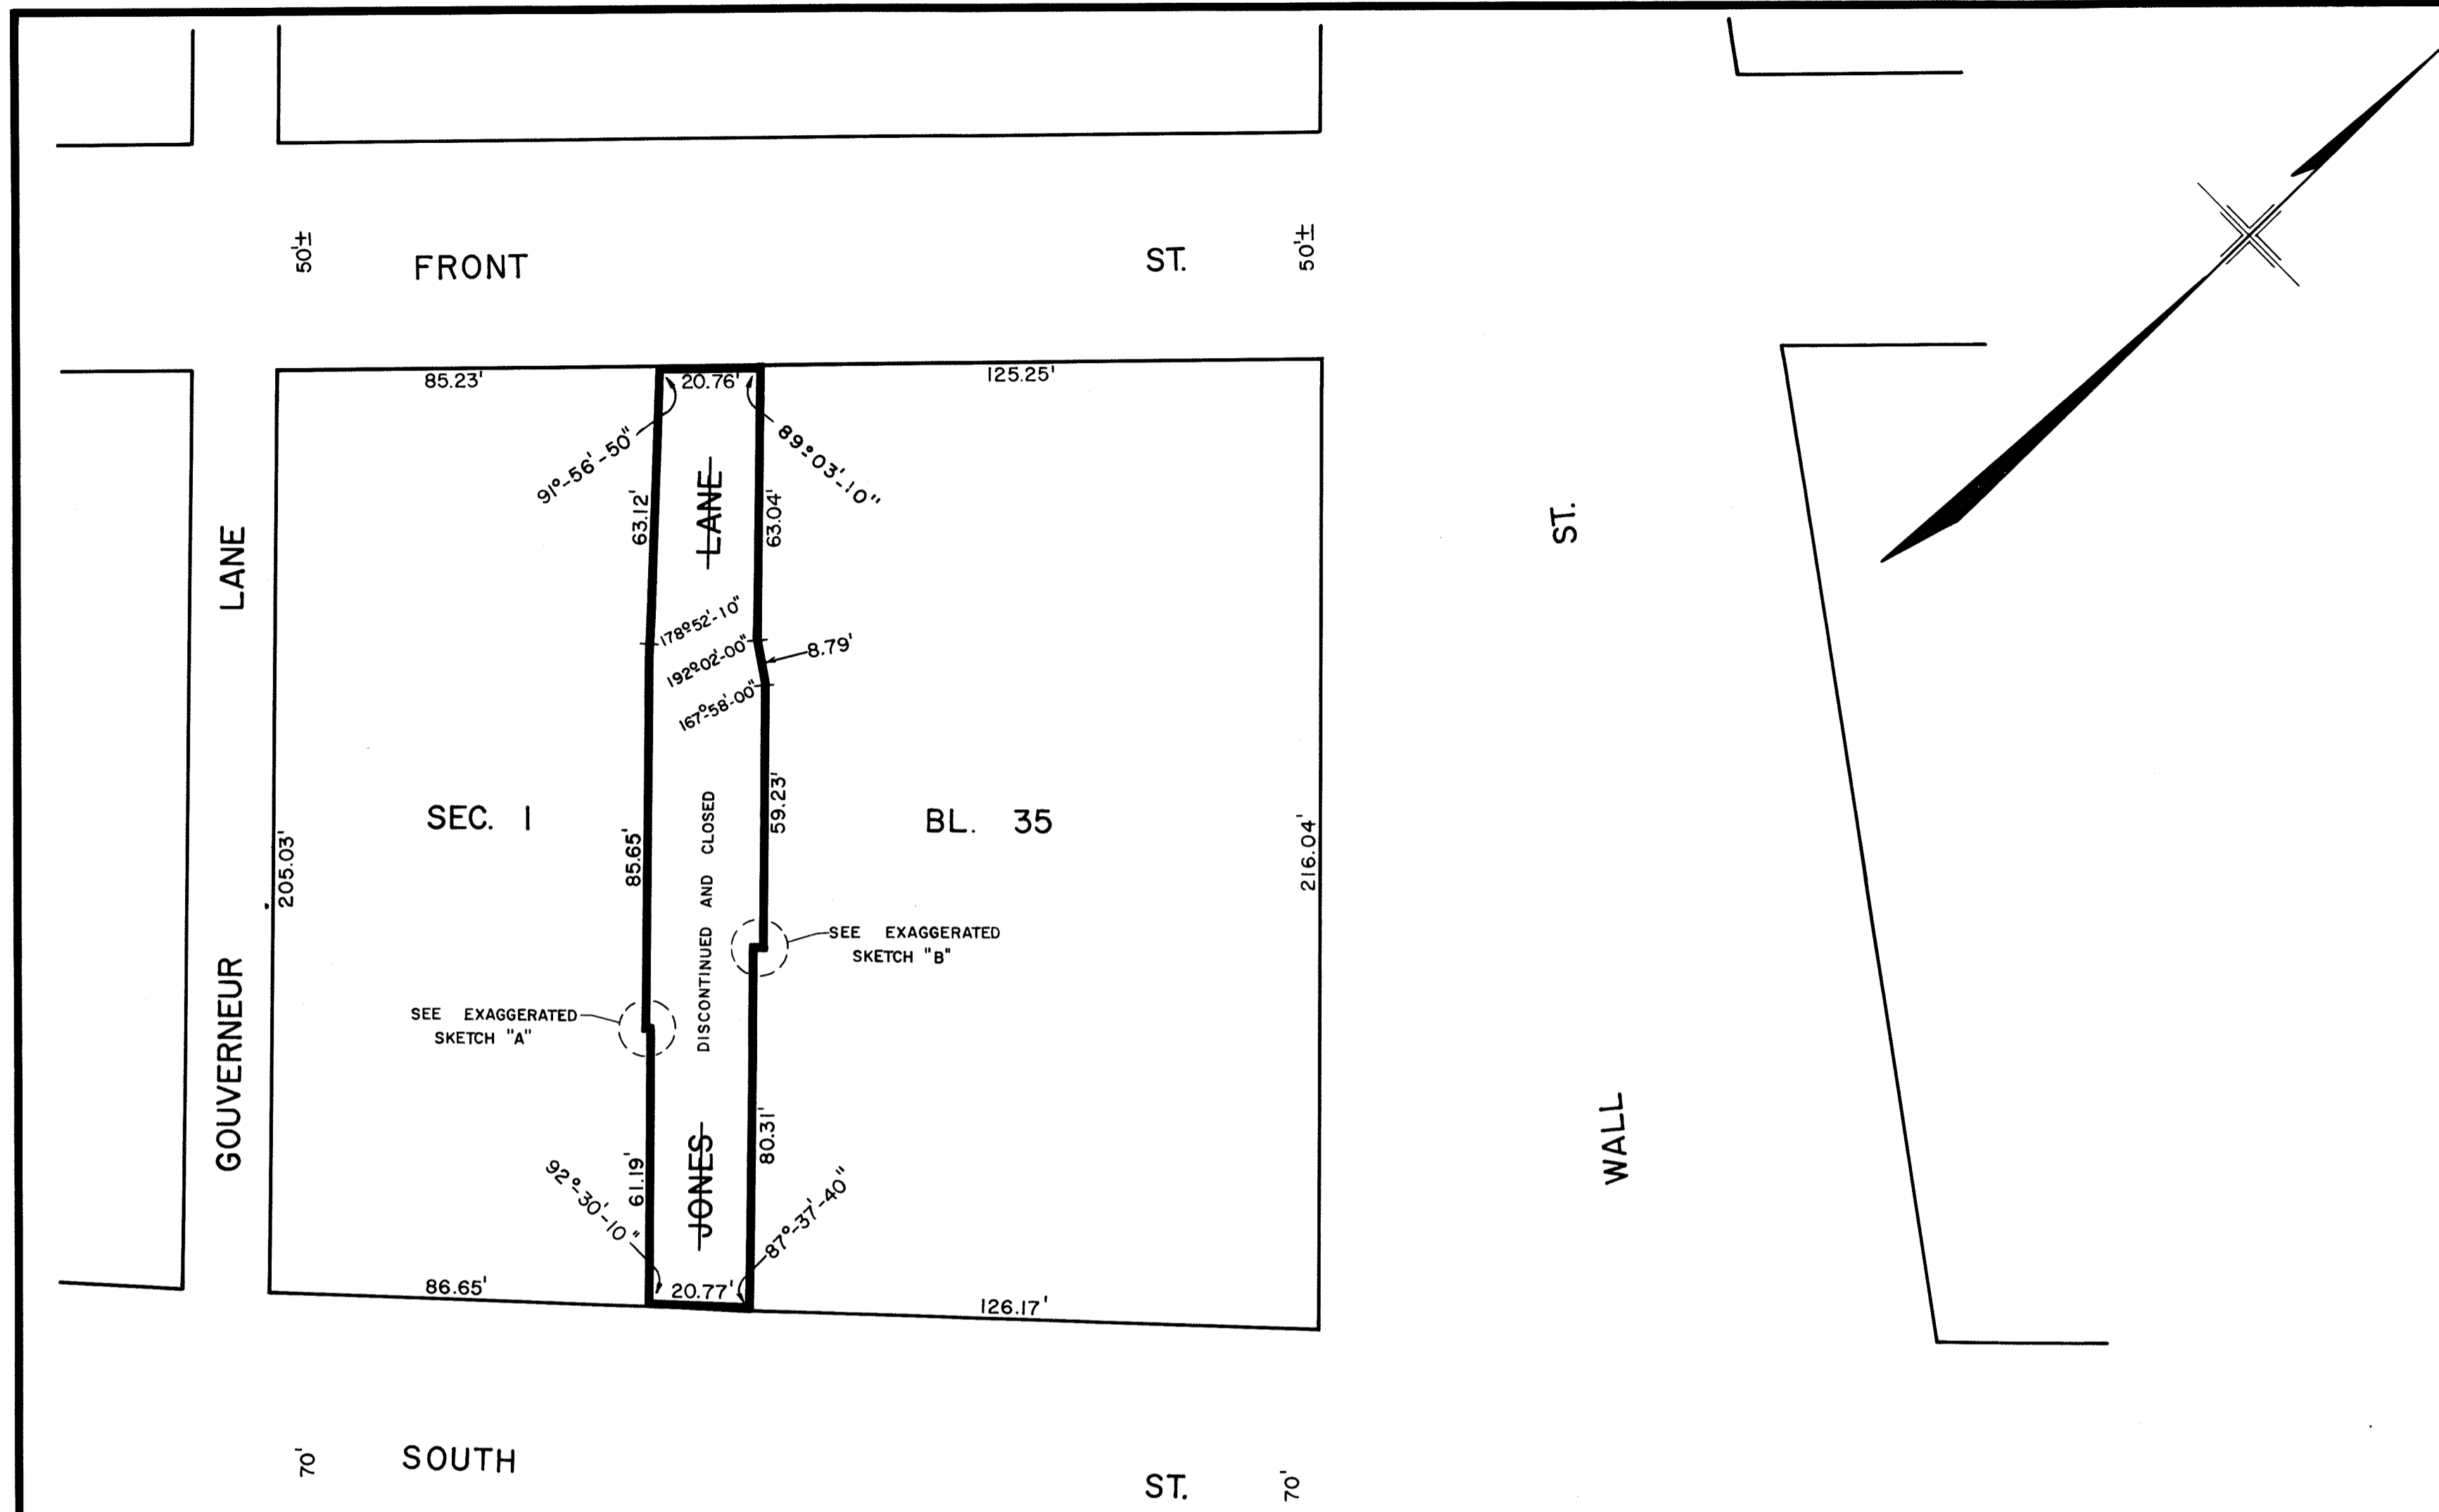 50'±
FRONT
ST.
50'±
85.23'
20.76'
125.25'
91°-56'-50"
89°03'-10"
LANE
63.12'
63.04'
LANE
ST.
178°52'-10"
192°02'-00"
8.79'
167°58'-00"
SEC. 1
BL. 35
59.23'
85.65'
205.03'
216.04'
DISCONTINUED AND CLOSED
SEE EXAGGERATED
SKETCH "B"
SEE EXAGGERATED
SKETCH "A"
GOUVERNEUR
JONES
WALL
80.31'
61.19'
92°-30'-10"
87°-37'-40"
86.65'
20.77'
126.17'
70'
SOUTH
ST.
70'